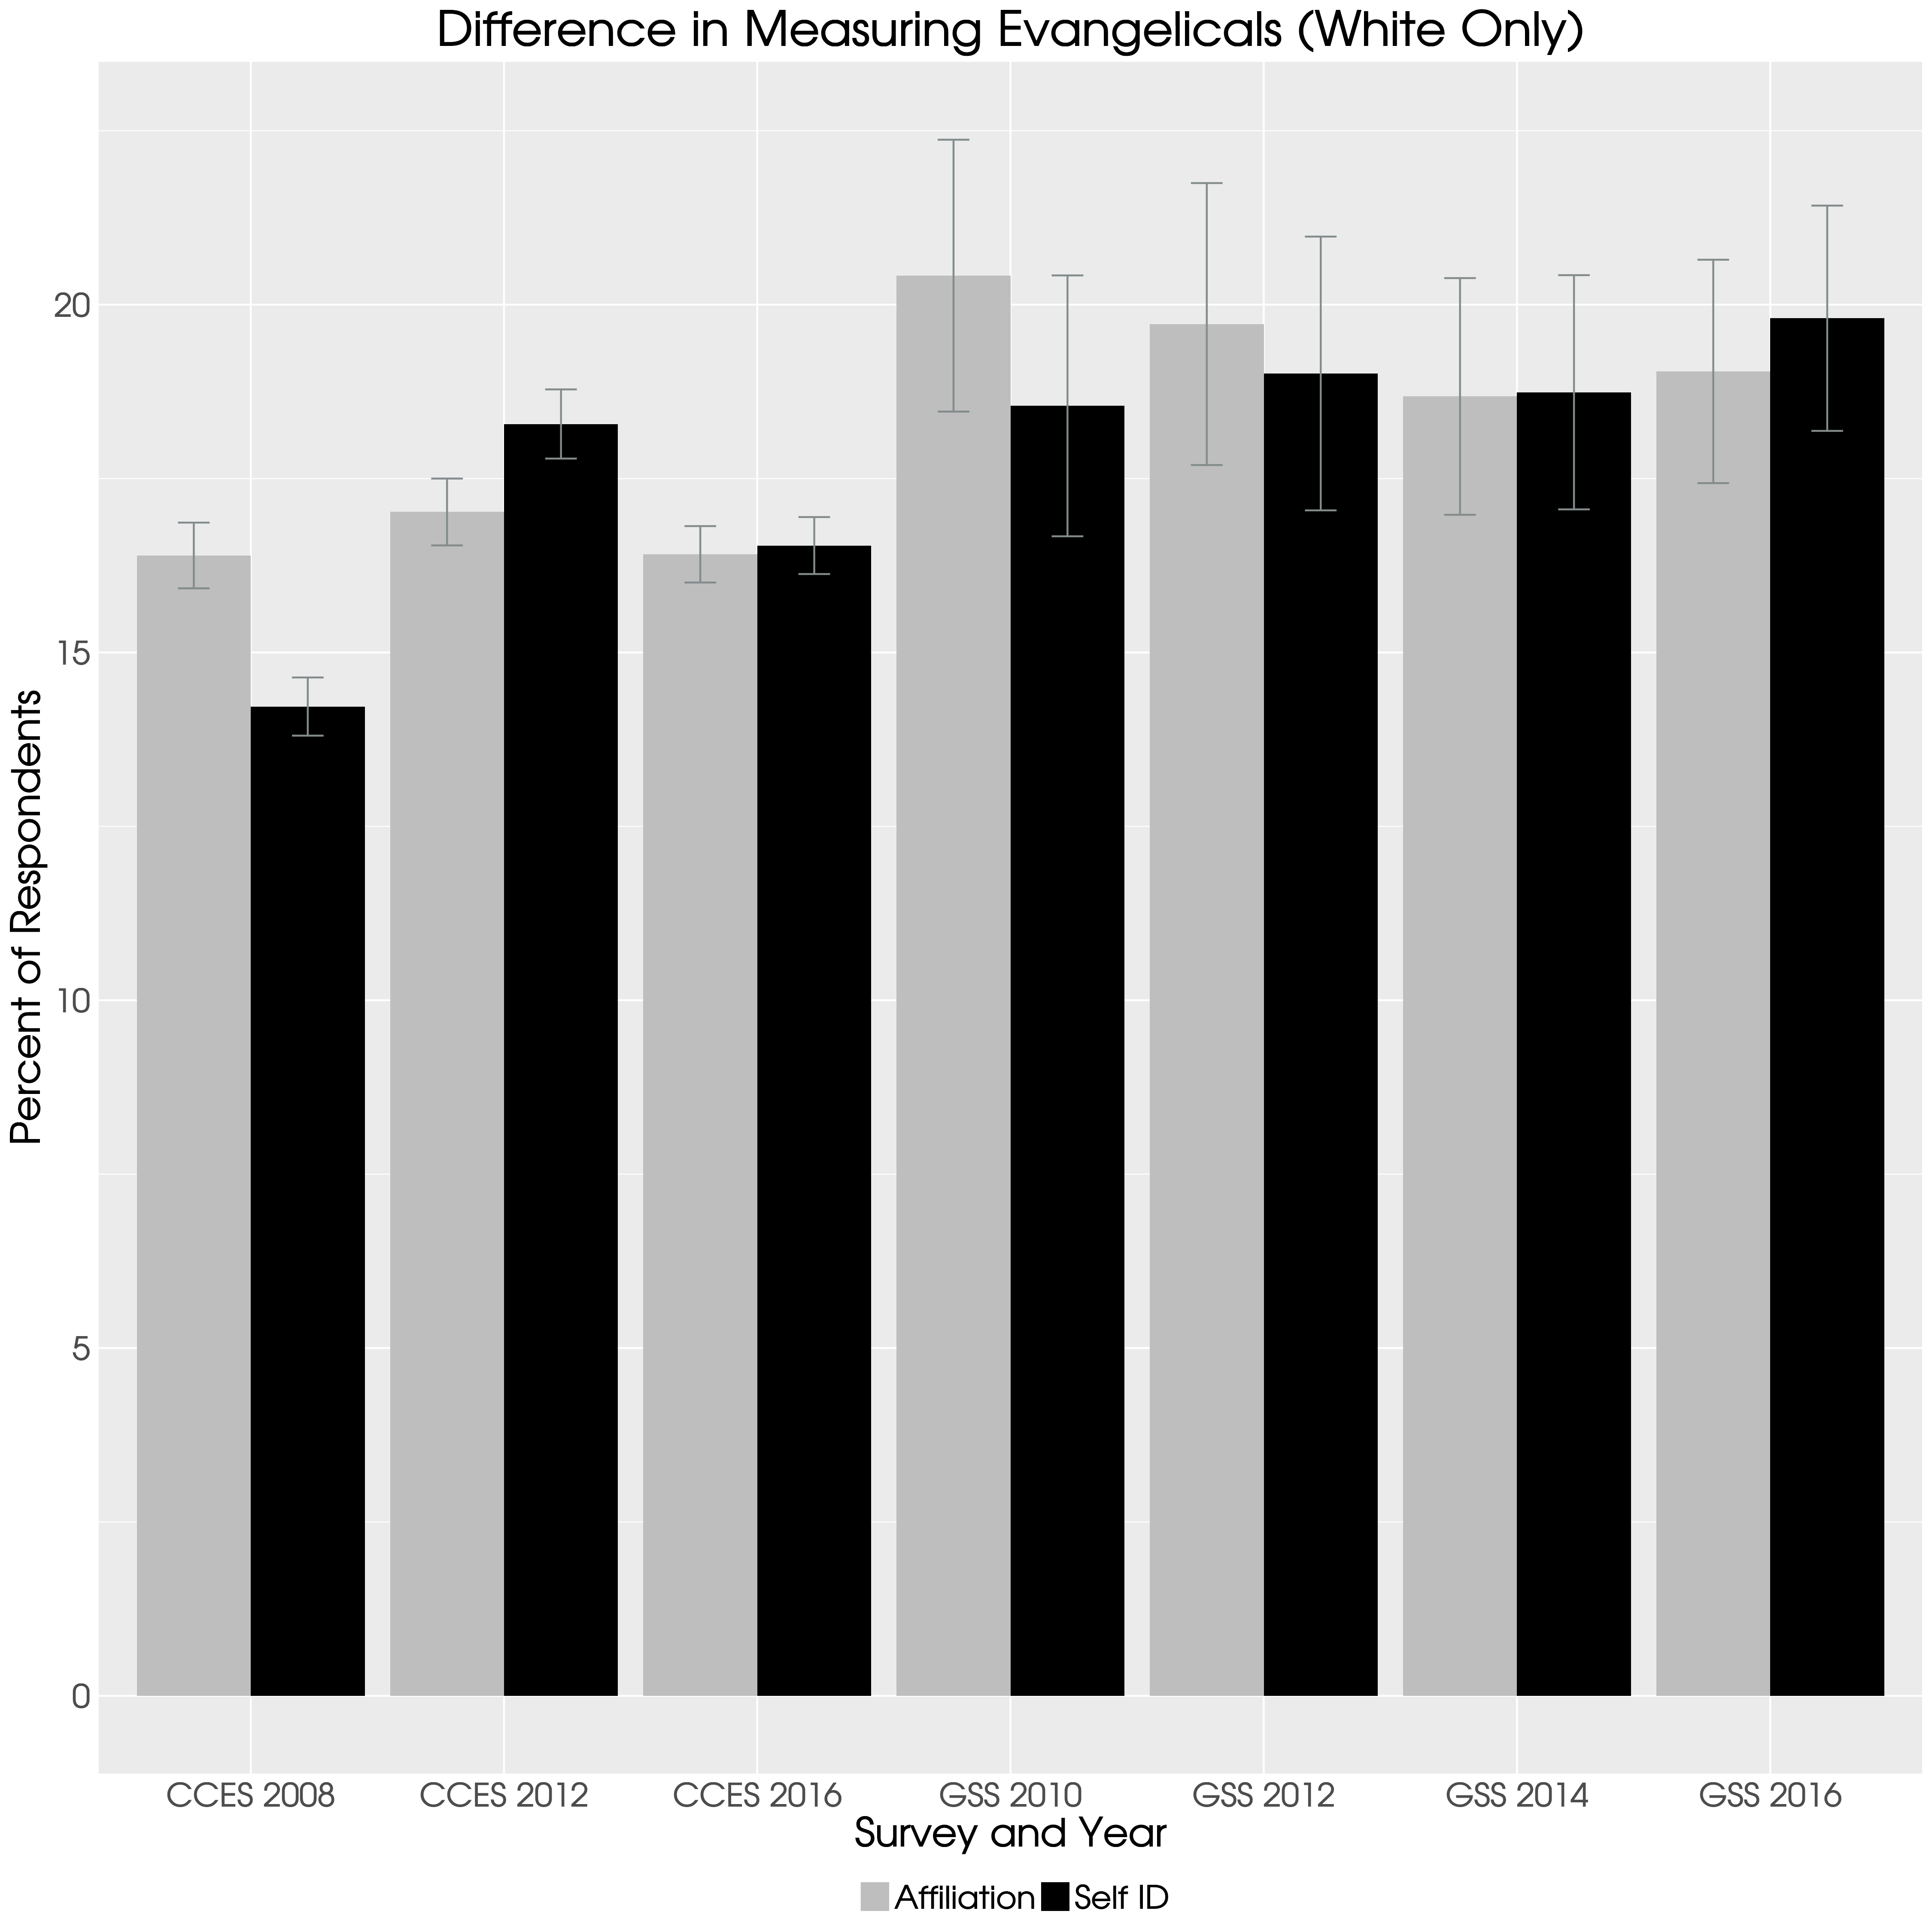 Difference in Measuring Evangelicals (White Only)
Percent of Respondents
20
15
10
5
0
CCES 2008 CCES 2012 CCES 2016 GSS 2010 GSS 2012 GSS 2014 GSS 2016
Survey and Year
Affiliation Self ID